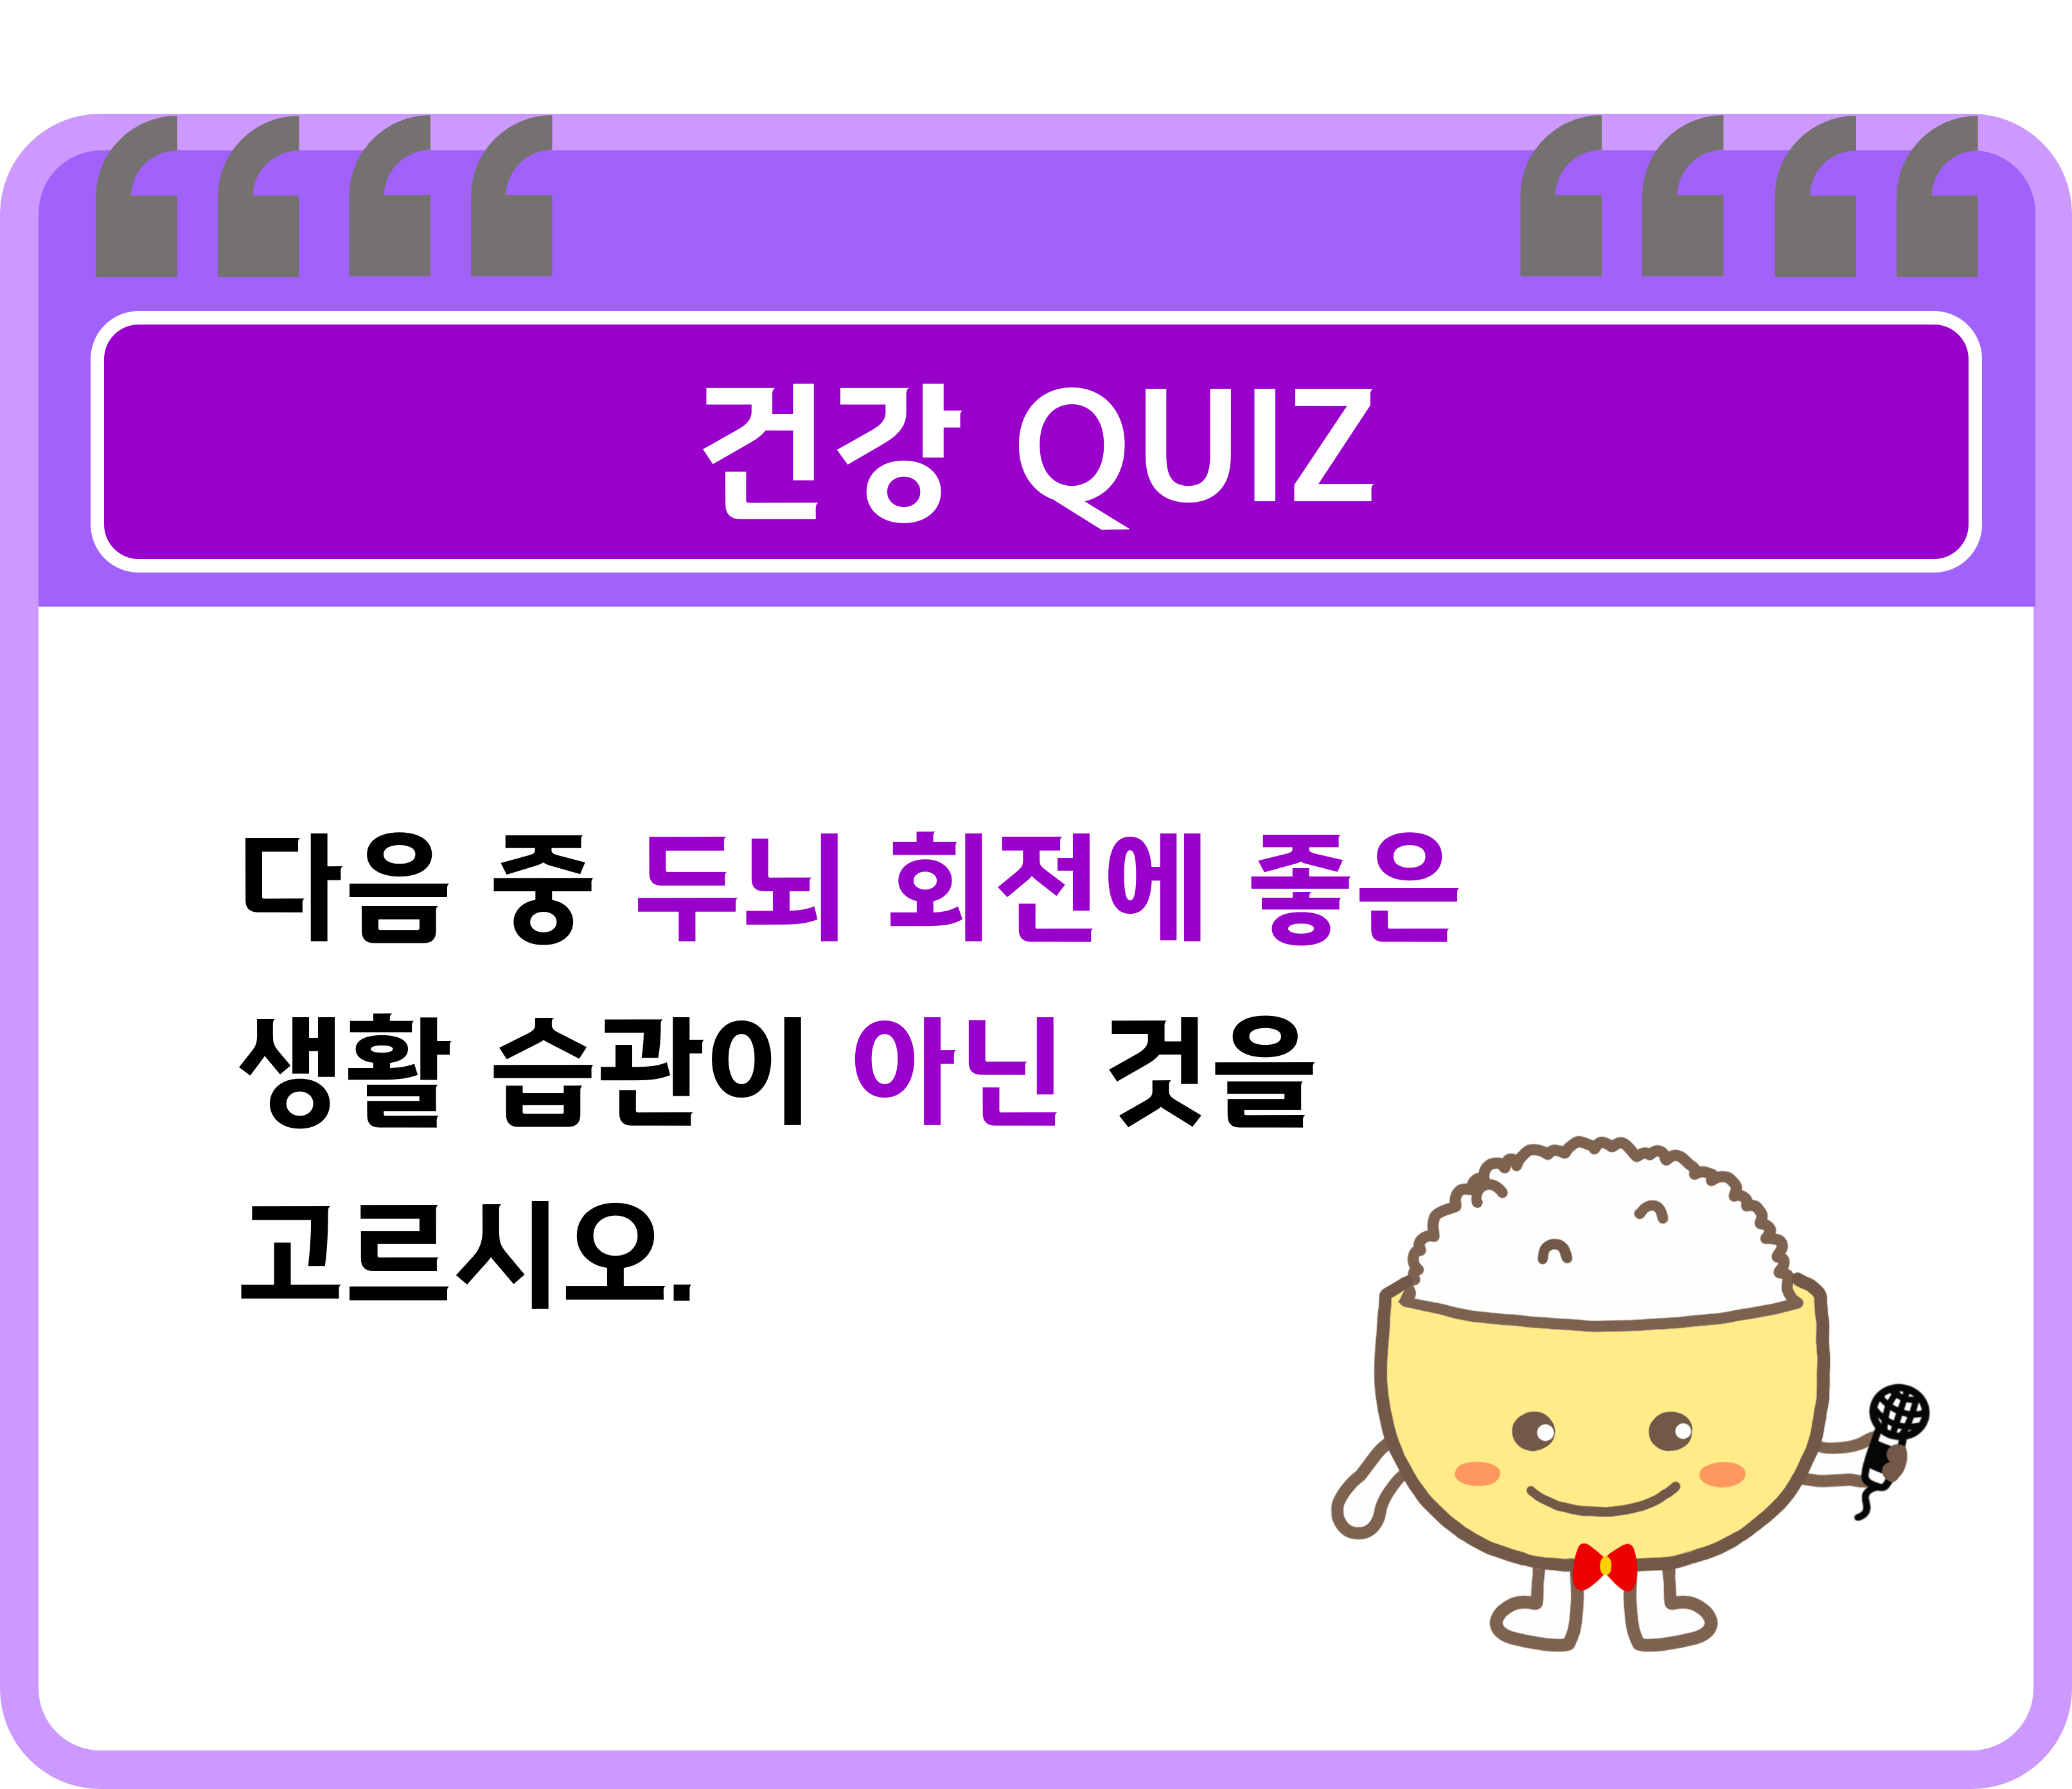 건강 QUIZ
다음 중 두뇌 회전에 좋은
생활 습관이 아닌 것을
고르시오.